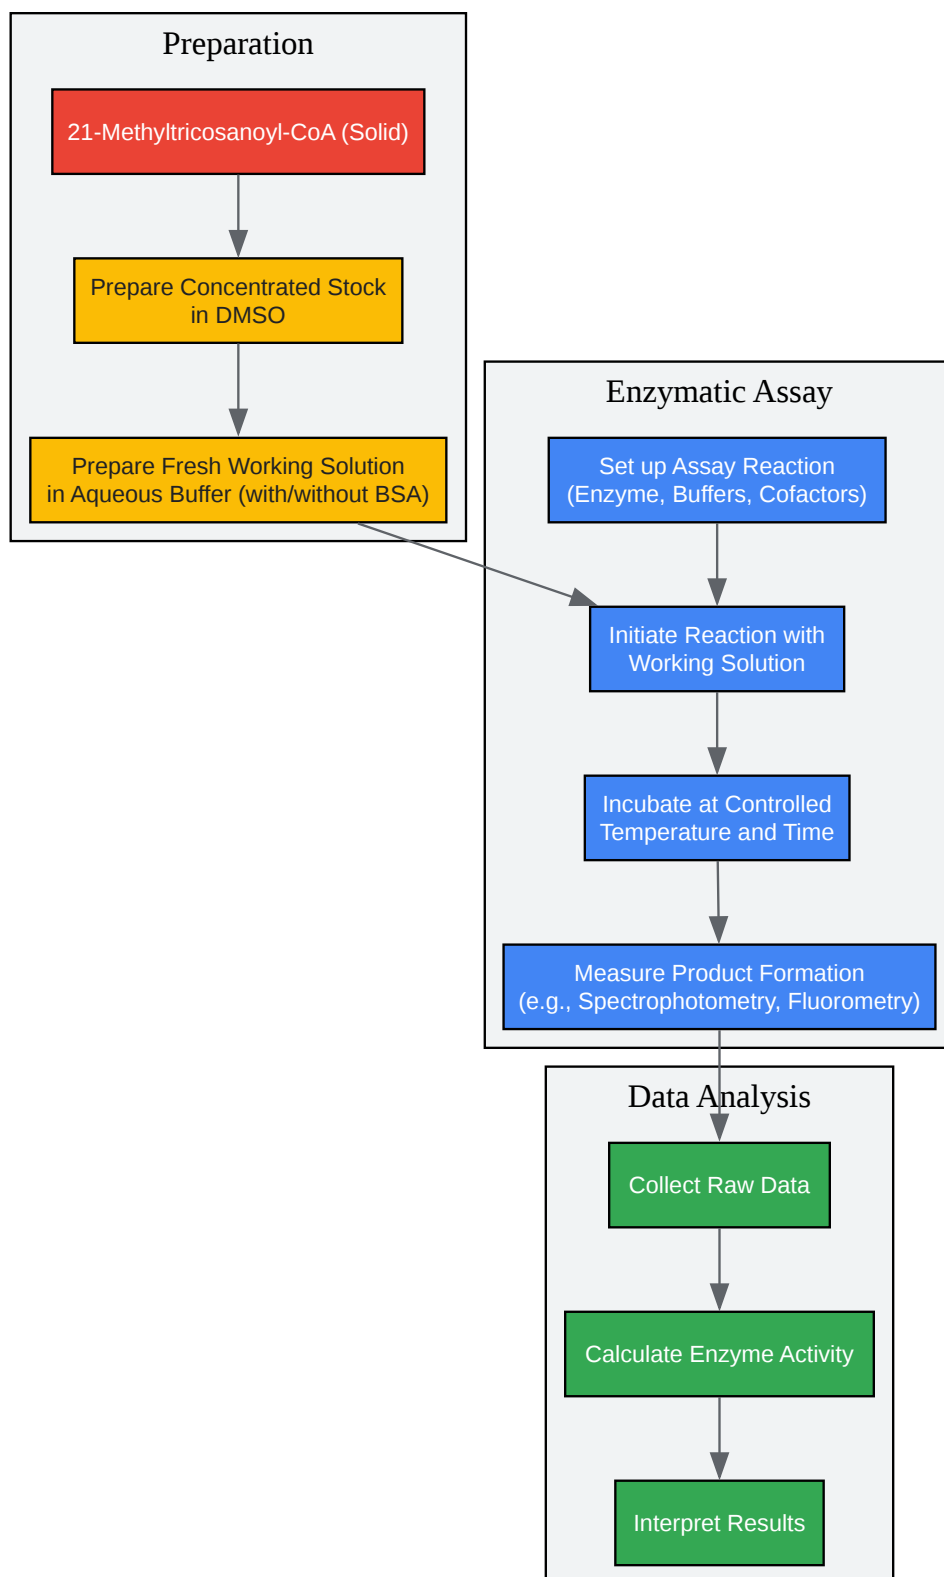 Preparation
21-Methyltricosanoyl-CoA (Solid)
Prepare Concentrated Stock
in DMSO
Prepare Fresh Working Solution
in Aqueous Buffer (with/without BSA)
Enzymatic Assay
Set up Assay Reaction
(Enzyme, Buffers, Cofactors)
Initiate Reaction with
Working Solution
Incubate at Controlled
Temperature and Time
Measure Product Formation
(e.g., Spectrophotometry, Fluorometry)
Data Analysis
Collect Raw Data
Calculate Enzyme Activity
Interpret Results